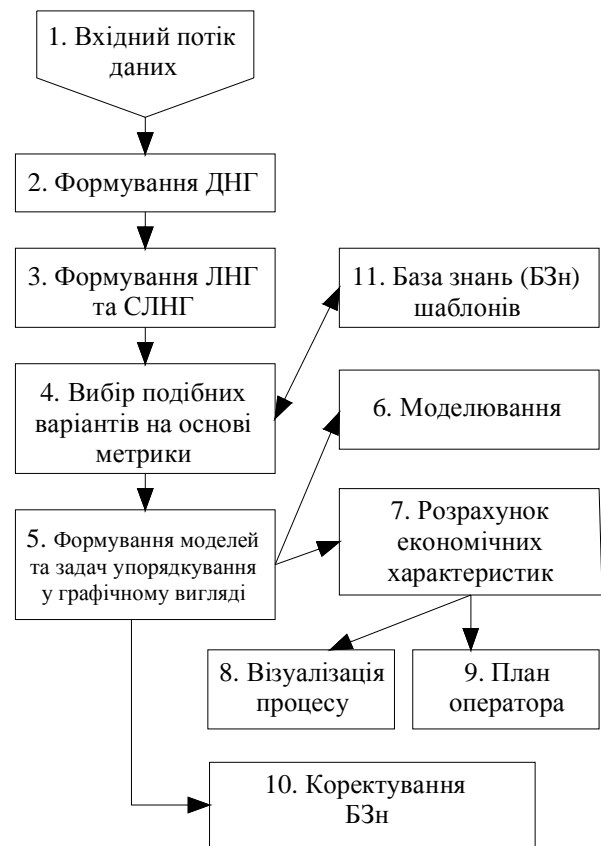 1. Вхідний потік
даних
2. Формування ДНГ
3. Формування ЛНГ
та СЛНГ
11. База знань (БЗн)
шаблонів
4. Вибір подібних
варіантів на основі
метрики
6. Моделювання
5. Формування моделей
та задач упорядкування
у графічному вигляді
7. Розрахунок
економічних
характеристик
8. Візуалізація
процесу
9. План
оператора
10. Коректування
БЗн